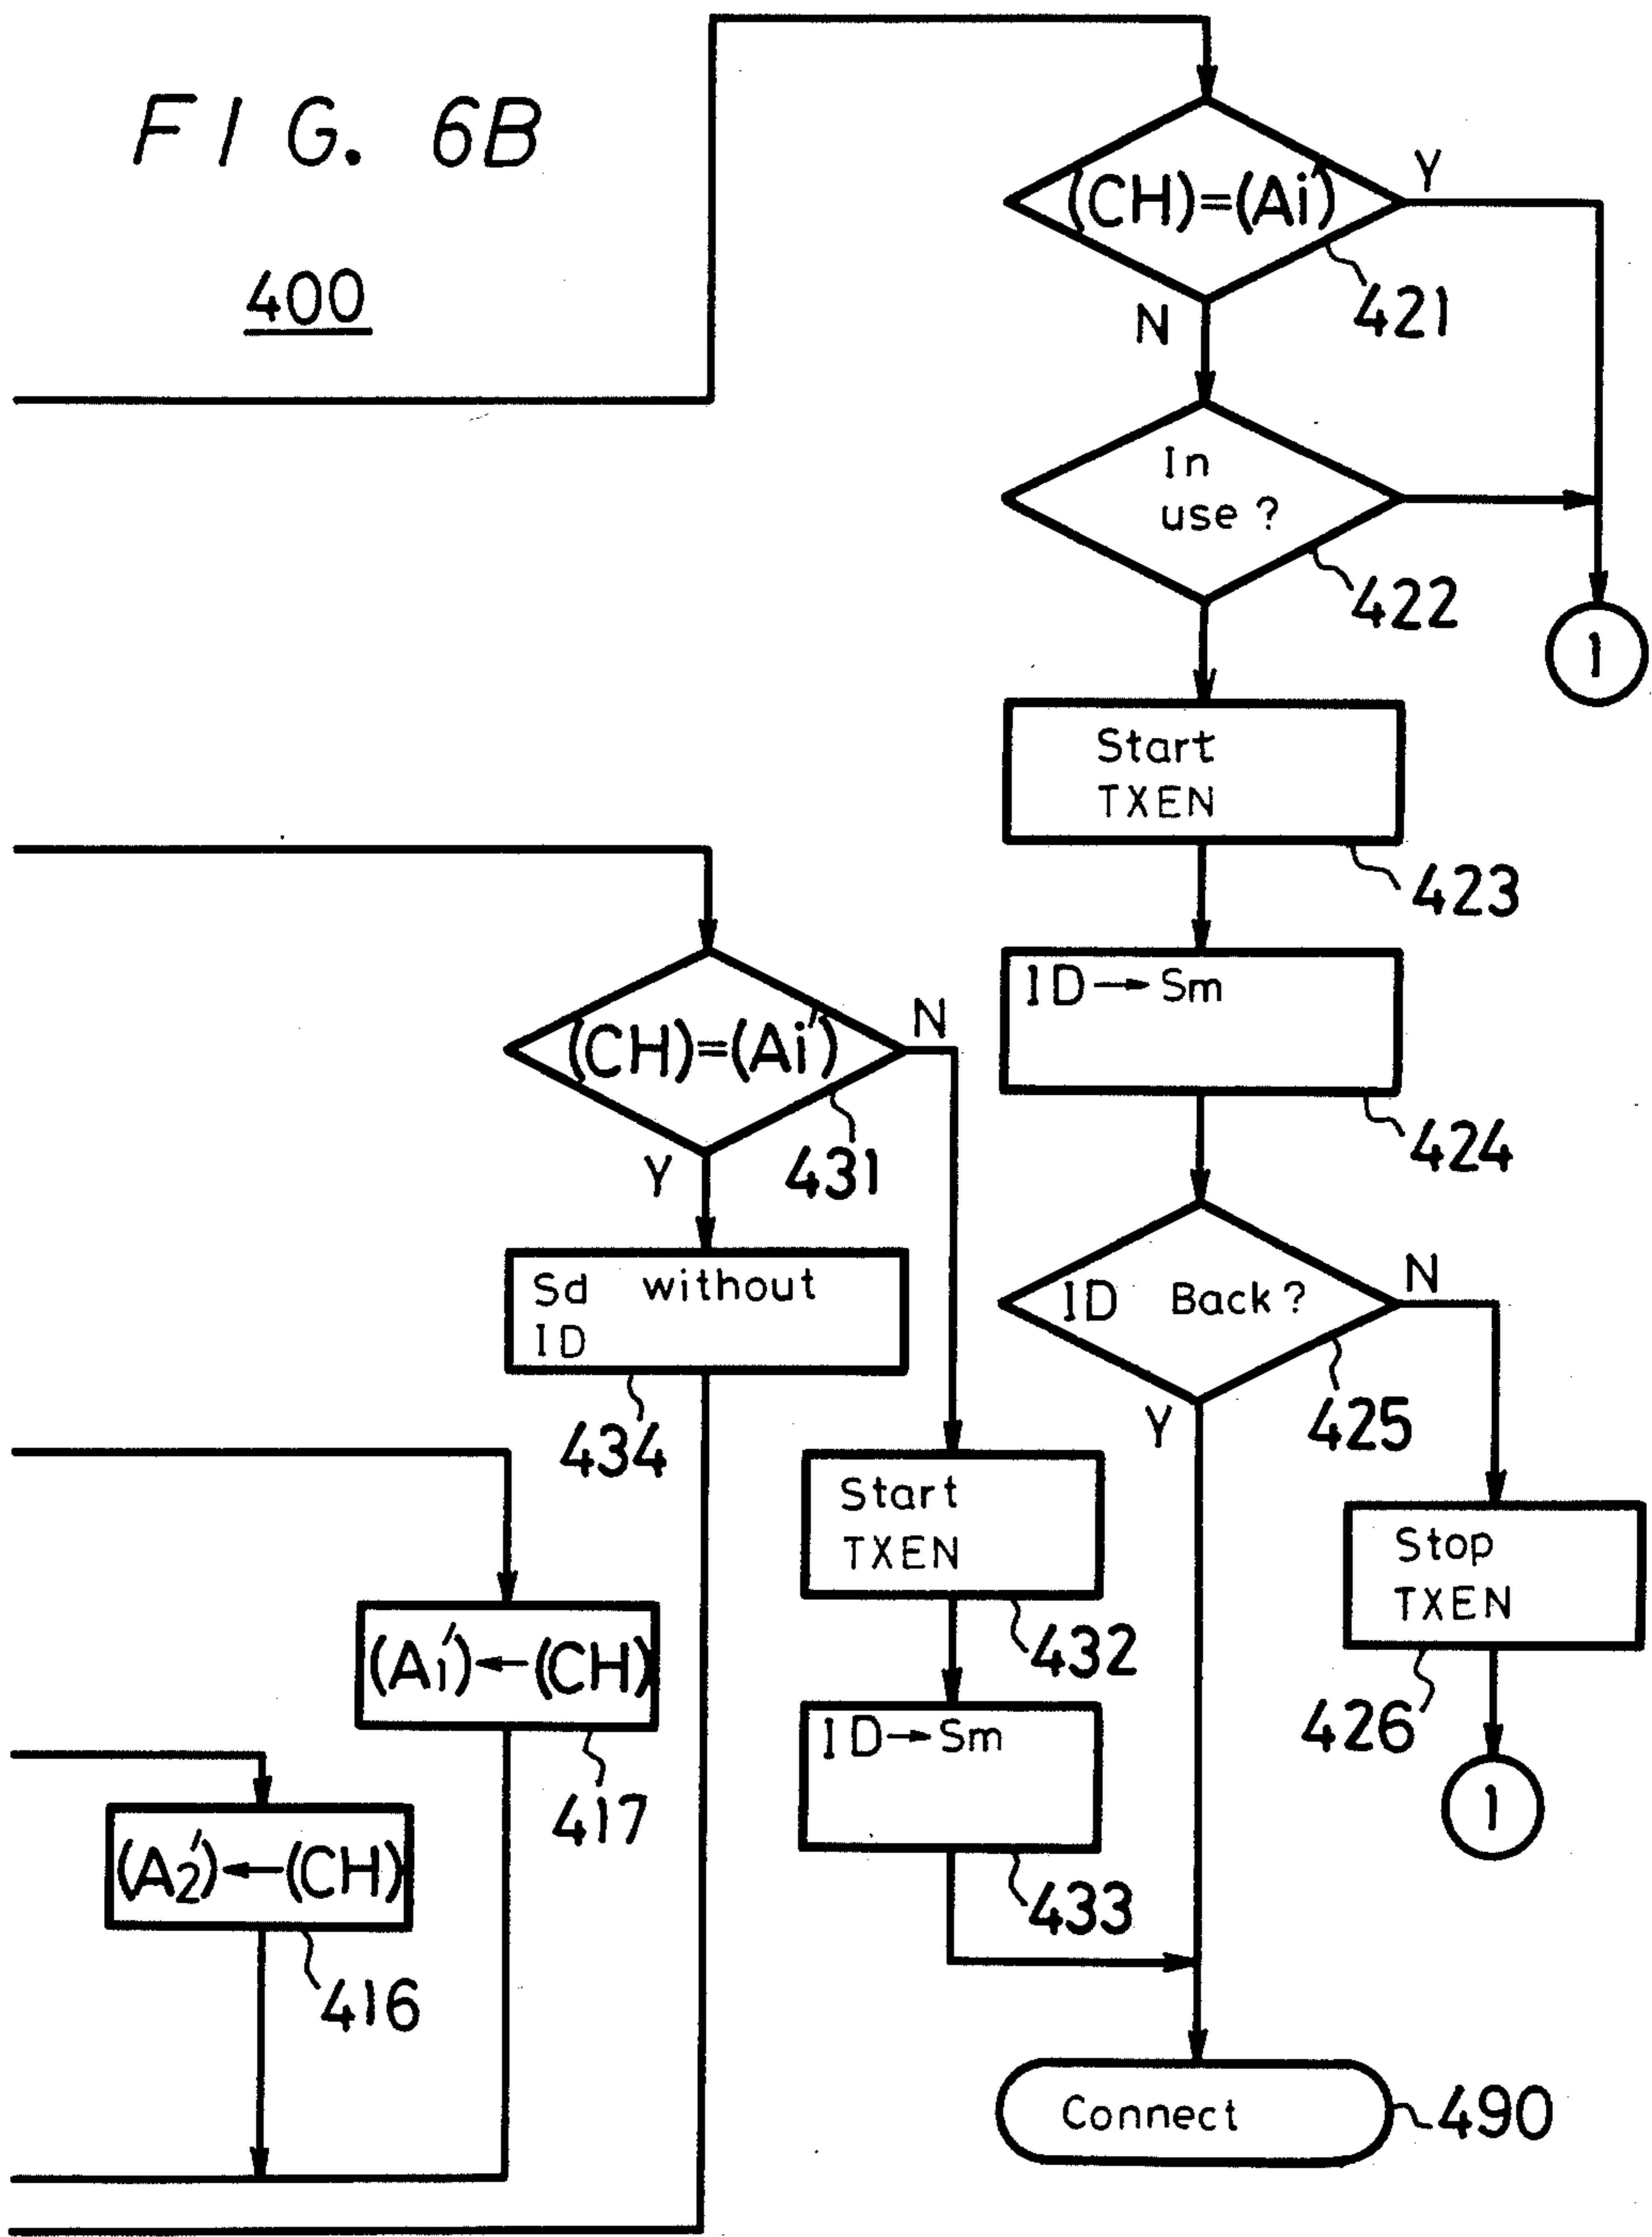 FIG. 6B
400
(CH)=(Ai')
Y
N
421
In
use ?
422
1
Start
TXEN
423
ID→Sm
424
(CH)=(Ai')
N
Y
431
Sd without
ID
434
ID Back ?
N
Y
425
Start
TXEN
432
Stop
TXEN
426
1
(A1')←(CH)
417
ID→Sm
433
(A2')←(CH)
416
Connect
490